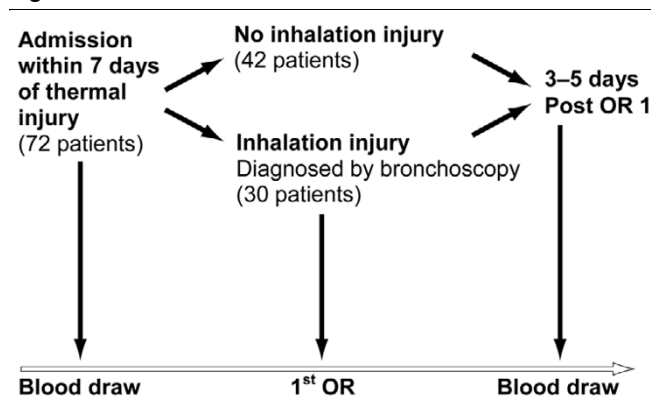 Admission
within 7 days
of thermal
injury
(72 patients)
No inhalation injury
(42 patients)
Inhalation injury
Diagnosed by bronchoscopy
(30 patients)
3–5 days
Post OR 1
Blood draw
1st OR
Blood draw